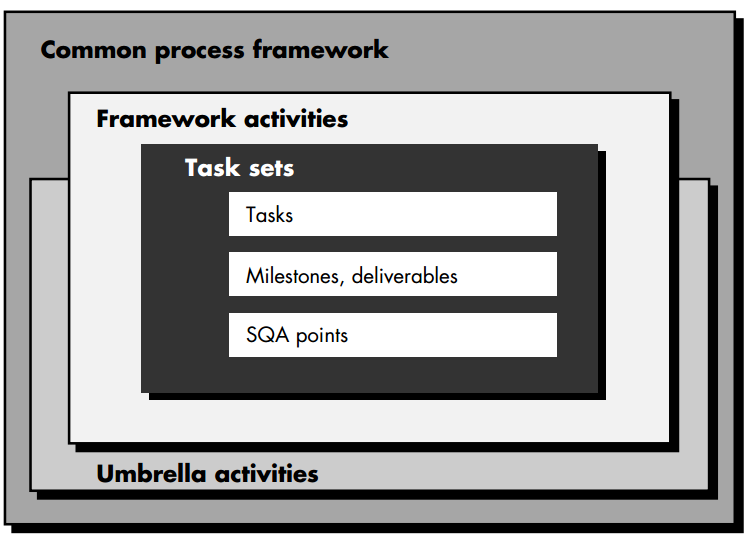 Common process framework
Framework activities
Task sets
Tasks
Milestones, deliverables
SQA points
Umbrella activities